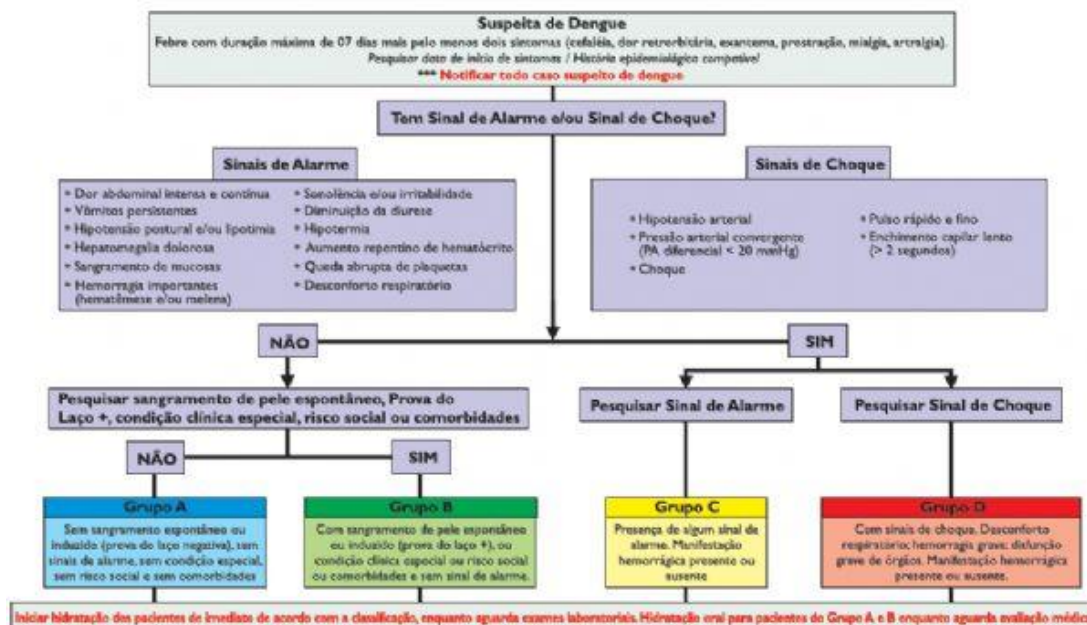 Suspeita de Dengue
Febre com duração máxima de 07 dias mais pelo menos dois sintomas (cefaléia, dor retrorbitária, exantema, prostração, mialgia, artralgia).
Pesquisar data de início de sintomas / História epidemiológica compatível
*** Notificar todo caso suspeito de dengue
Tem Sinal de Alarme e/ou Sinal de Choque?
Sinais de Alarme
* Dor abdominal intensa e contínua
* Vômitos persistentes
* Hipotensão postural e/ou lipotímia
* Hepatomegalia dolorosa
* Sangramento de mucosas
* Hemorragia importantes
(hematêmese e/ou melena)
* Sonolência e/ou irritabilidade
* Diminuição da diurese
* Hipotermia
* Aumento repentino de hematócrito
* Queda abrupta de plaquetas
* Desconforto respiratório
Sinais de Choque
* Hipotensão arterial
* Pressão arterial convergente
(PA diferencial < 20 mmHg)
* Choque
* Pulso rápido e fino
* Enchimento capilar lento
(> 2 segundos)
NÃO
SIM
Pesquisar sangramento de pele espontâneo, Prova do
Laço +, condição clínica especial, risco social ou comorbidades
Pesquisar Sinal de Alarme
Pesquisar Sinal de Choque
NÃO
SIM
Grupo A
Sem sangramento espontâneo ou
induzido (prova do laço negativa), sem
sinais de alarme, sem condição especial,
sem risco social e sem comorbidades
Grupo B
Com sangramento de pele espontâneo
ou induzido (prova do laço +), ou
condição clínica especial ou risco social
ou comorbidades e sem sinal de alarme.
Grupo C
Presença de algum sinal de
alarme. Manifestação
hemorrágica presente ou
ausente
Grupo D
Com sinais de choque. Desconforto
respiratório; hemorragia grave; disfunção
grave de órgãos. Manifestação hemorrágica
presente ou ausente.
Iniciar hidratação dos pacientes de imediato de acordo com a classificação, enquanto aguarda exames laboratoriais. Hidratação oral para pacientes do Grupo A e B enquanto aguarda avaliação médic